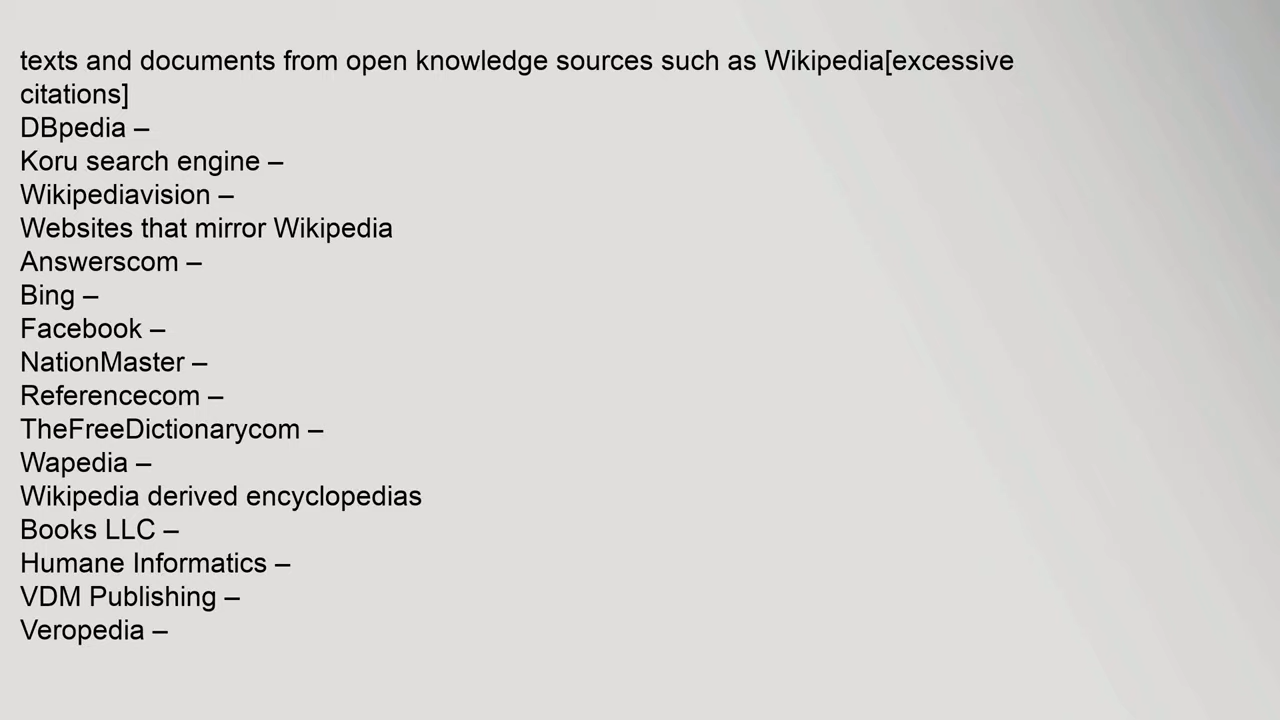 texts and documents from open knowledge sources such as Wikipedia[excessive
citations]
DBpedia –
Koru search engine –
Wikipediavision –
Websites that mirror Wikipedia
Answerscom –
Bing –
Facebook –
NationMaster –
Referencecom –
TheFreeDictionarycom –
Wapedia –
Wikipedia derived encyclopedias
Books LLC –
Humane Informatics –
VDM Publishing –
Veropedia –